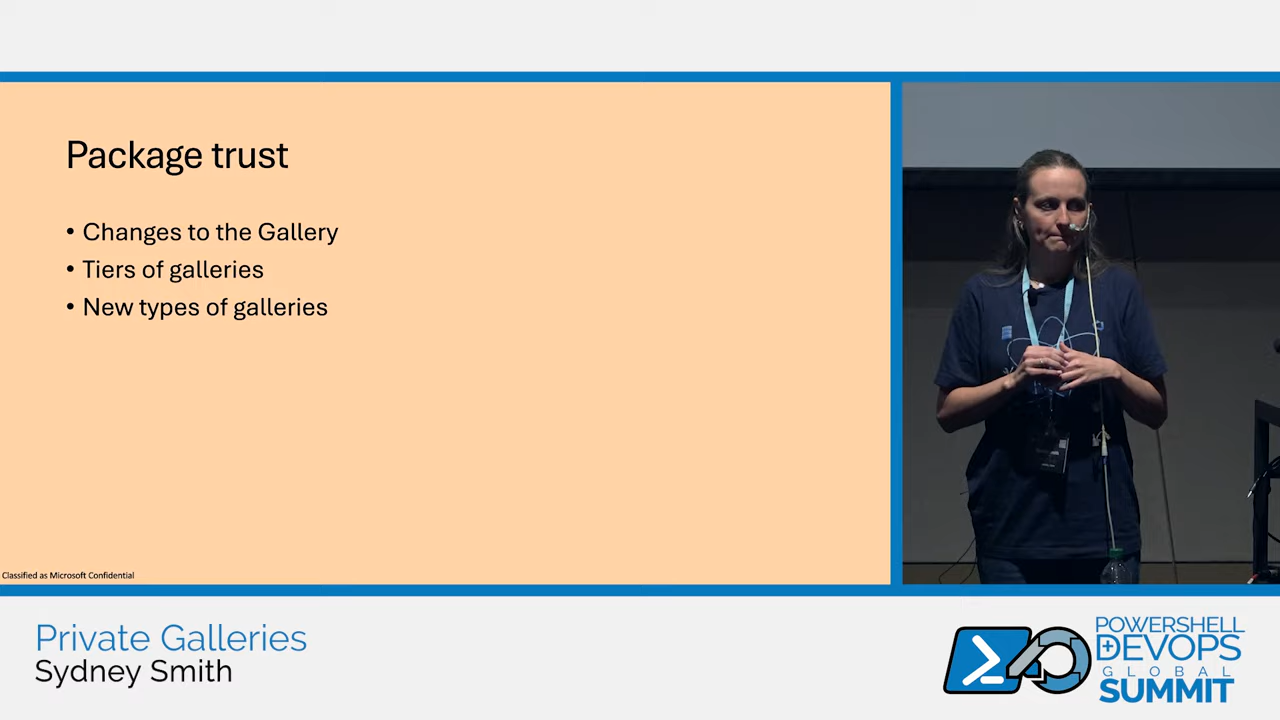 Package trust
• Changes to the Gallery
• Tiers of galleries
• New types of galleries
Classified as Microsoft Confidential
Private Galleries
Sydney Smith
POWERSHELL
+DEVOPS
GLOBAL
SUMMIT